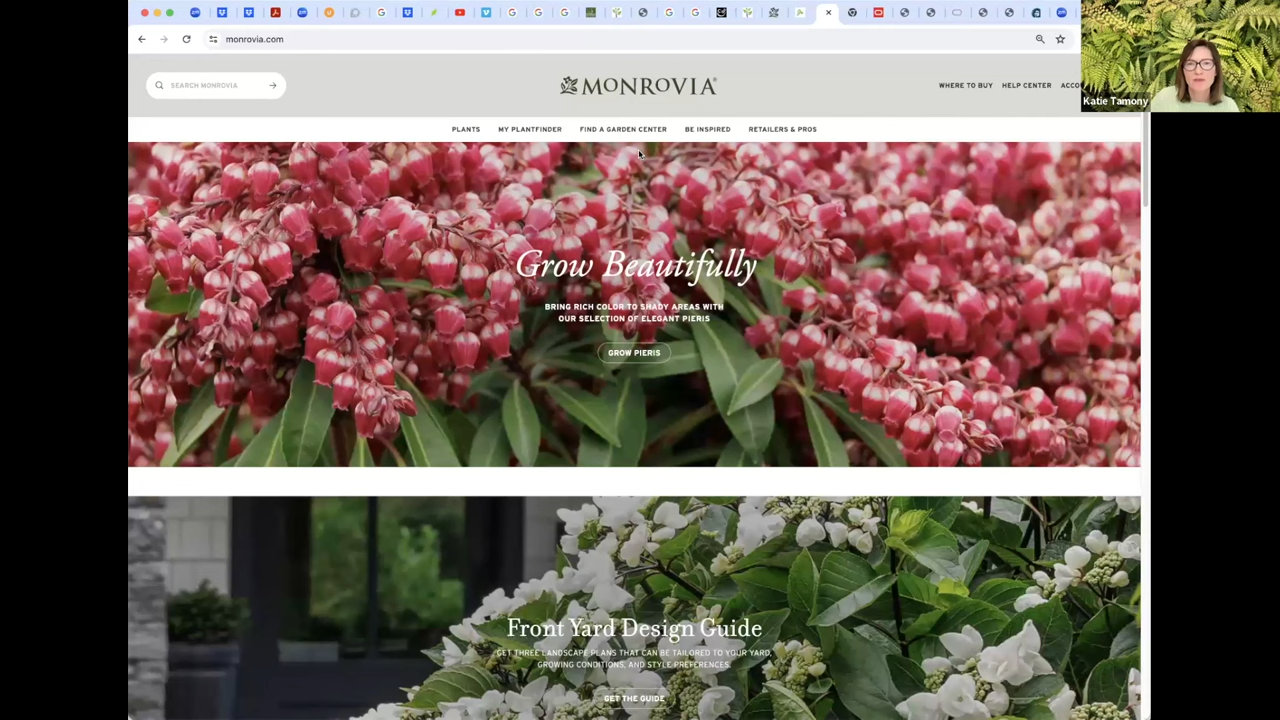 monrovia.com
SEARCH MONROVIA
MONROVIA
WHERE TO BUY
HELP CENTER
ACCO
Katie Tamony
PLANTS
MY PLANTFINDER
FIND A GARDEN CENTER
BE INSPIRED
RETAILERS & PROS
Grow Beautifully
BRING RICH COLOR TO SHADY AREAS WITH
OUR SELECTION OF ELEGANT PIERIS
GROW PIERIS
Front Yard Design Guide
GET THREE LANDSCAPE PLANS THAT CAN BE TAILORED TO YOUR YARD,
GROWING CONDITIONS, AND STYLE PREFERENCES.
GET THE GUIDE